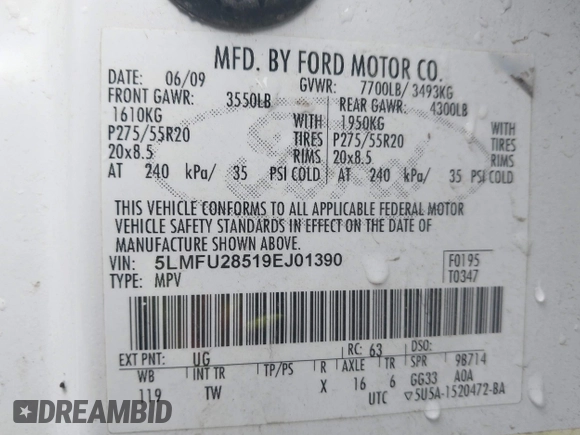 MFD. BY FORD MOTOR CO.
DATE: 06/09 GVWR: 7700LB/ 3493KG
FRONT GAWR: 3550LB REAR GAWR: 4300LB
1610KG WITH 1950KG WITH
P275/55R20 TIRES P275/55R20 TIRES
20x8.5 RIMS 20x8.5 RIMS
AT 240 kPa/ 35 PSI COLD AT 240 kPa/ 35 PSI COLD
THIS VEHICLE CONFORMS TO ALL APPLICABLE FEDERAL MOTOR
VEHICLE SAFETY STANDARDS IN EFFECT ON THE DATE OF
MANUFACTURE SHOWN ABOVE.
VIN: 5LMFU28519EJ01390 F0195
TYPE: MPV T0347
EXT PNT: UG RC: 63 DSO:
WB INT TR TP/PS R AXLE TR SPR 9B714
119 TW X 16 6 GG33 A0A
UTC ▽5U5A-1520472-BA
DUSBID.COM
DUSBID.COM